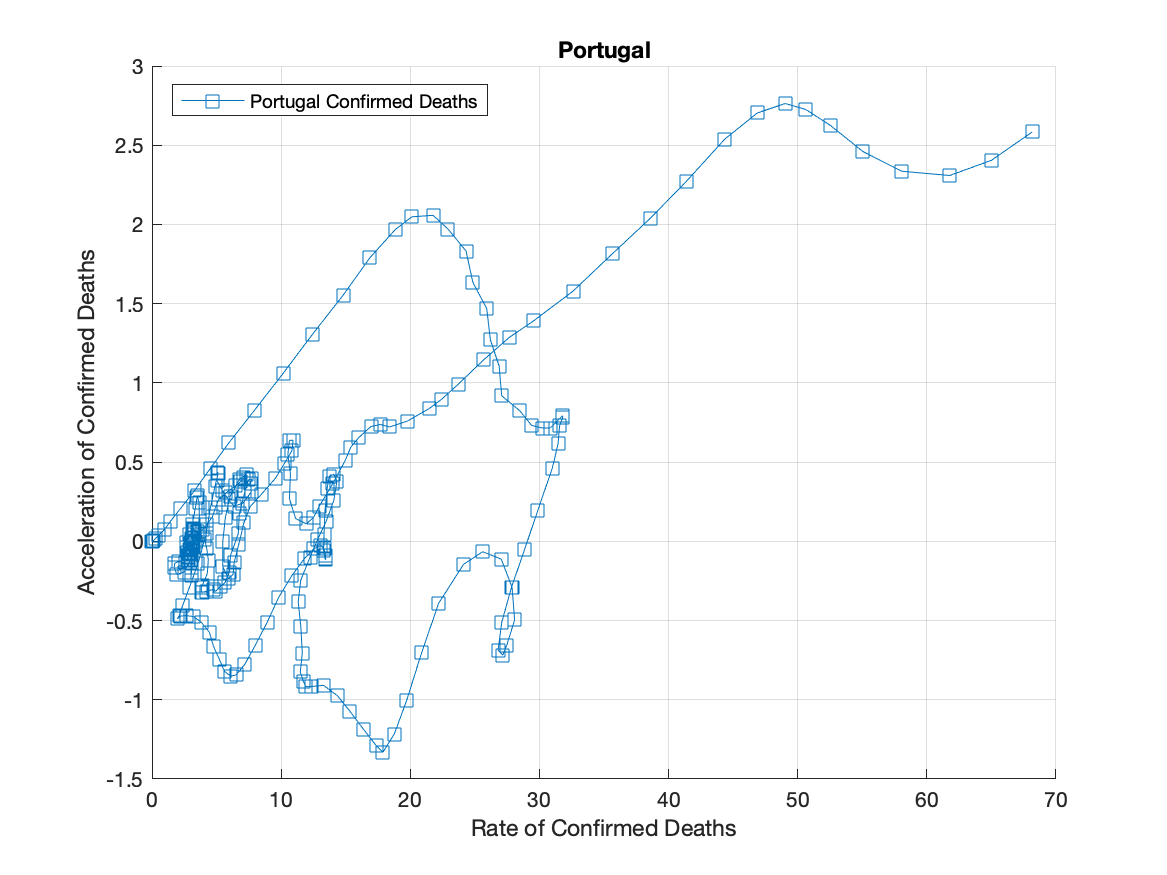 Portugal
Portugal Confirmed Deaths
3
2.5
2
1.5
1
0.5
0
-0.5
-1
-1.5
0 10 20 30 40 50 60 70
Acceleration of Confirmed Deaths
Rate of Confirmed Deaths